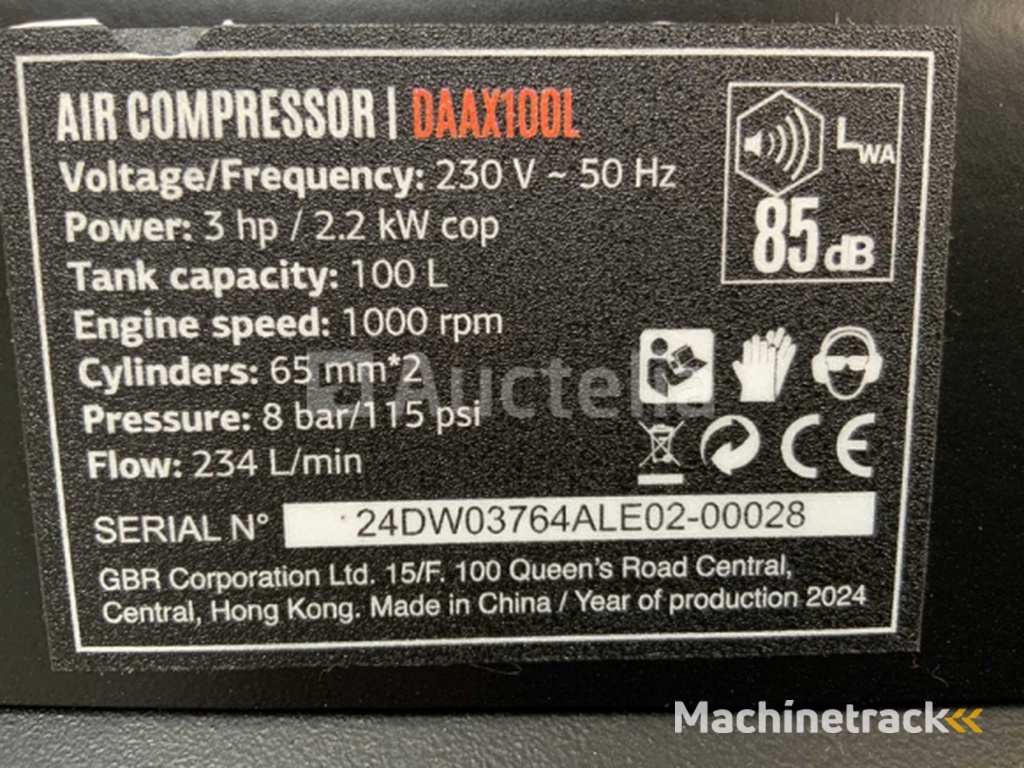 AIR COMPRESSOR | DAAX100L
Voltage/Frequency: 230 V ~ 50 Hz
Power: 3 hp / 2.2 kW cop
Tank capacity: 100 L
Engine speed: 1000 rpm
Cylinders: 65 mm*2
Pressure: 8 bar/115 psi
Flow: 234 L/min
LWA
85 dB
CE
SERIAL N° 24DW03764ALE02-00028
GBR Corporation Ltd. 15/F. 100 Queen's Road Central,
Central, Hong Kong. Made in China / Year of production 2024
Auctelia
Machinetrack